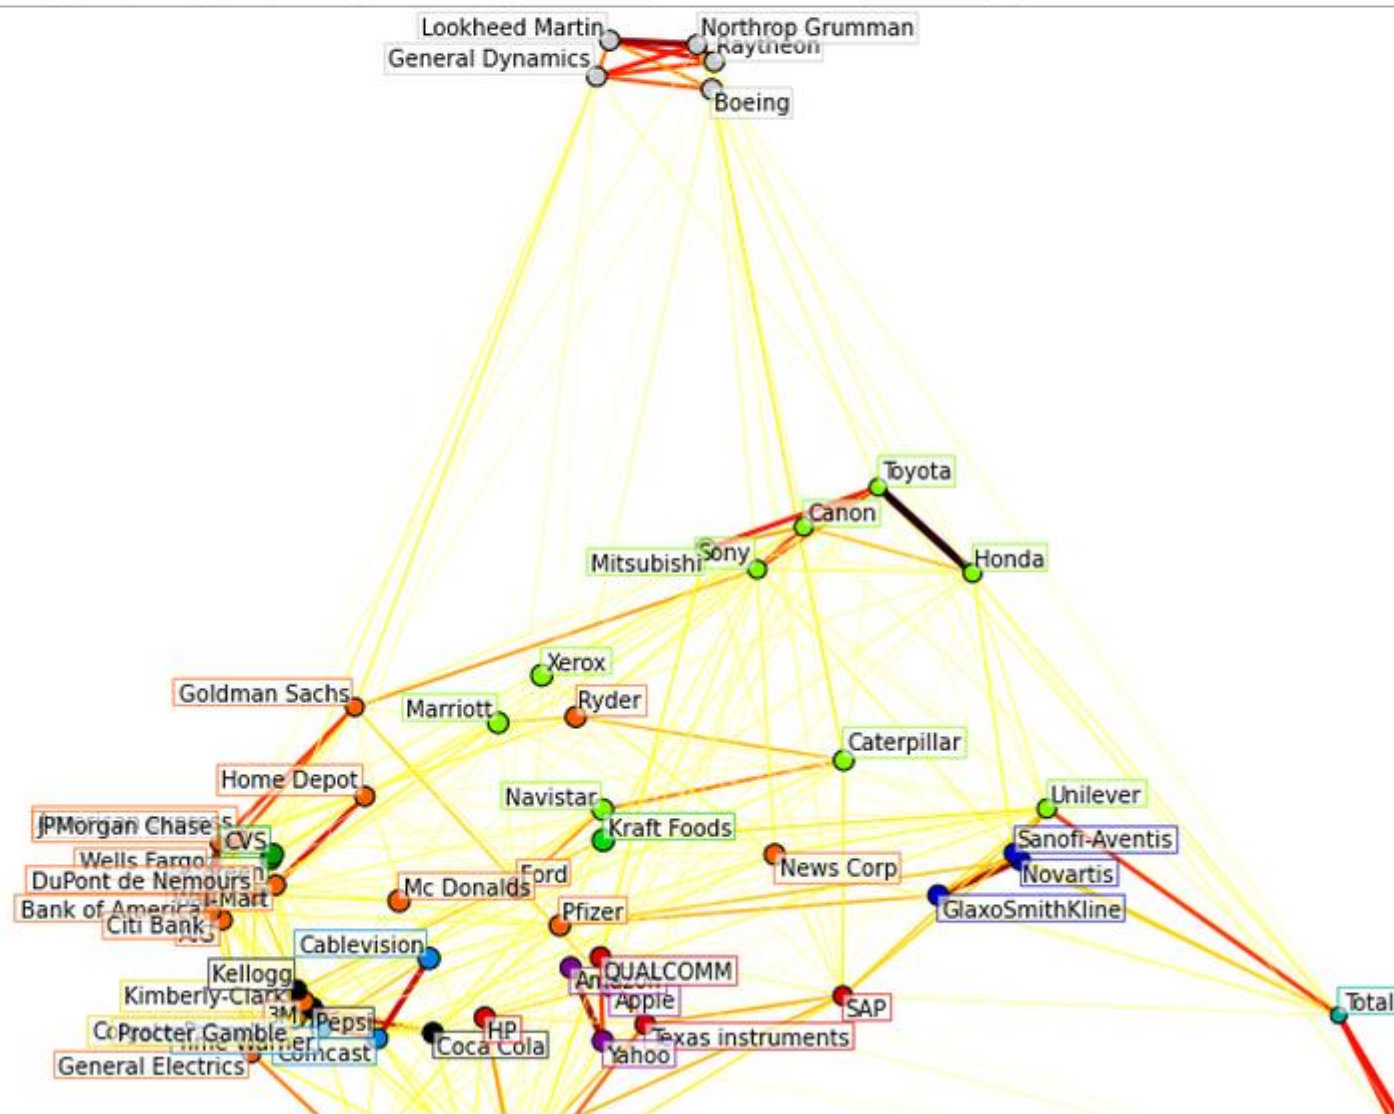 Lookheed Martin
Northrop Grumman
Raytheon
General Dynamics
Boeing
Toyota
Canon
Sony
Mitsubishi
Honda
Xerox
Goldman Sachs
Ryder
Marriott
Caterpillar
Home Depot
Navistar
Unilever
JPMorgan Chase
Kraft Foods
CVS
Sanofi-Aventis
Wells Fargo
News Corp
Ford
Novartis
DuPont de Nemours
Mc Donalds
Bank of America
Pfizer
GlaxoSmithKline
Citi Bank
AIG
Cablevision
Kellogg
QUALCOMM
Kimberly-Clark
Apple
Total
SAP
3M
Pepsi
HP
Procter Gamble
Texas instruments
Time Warner
Coca Cola
Comcast
Yahoo
General Electrics